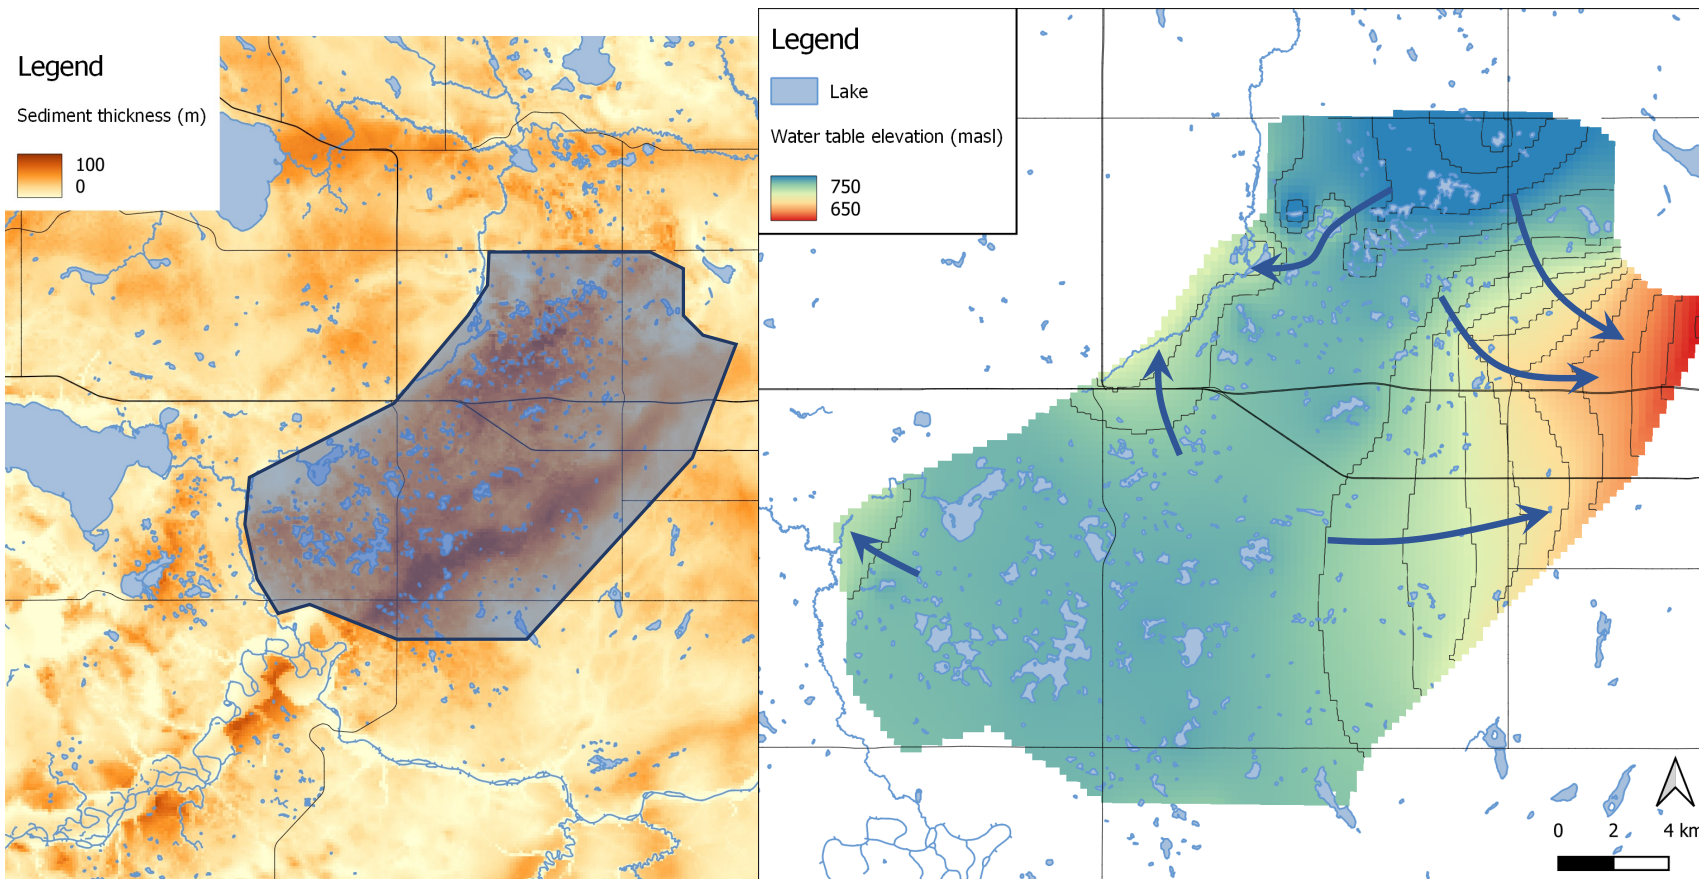 Legend
Sediment thickness (m)
100
0
Legend
Lake
Water table elevation (masl)
750
650
0 2 4 km